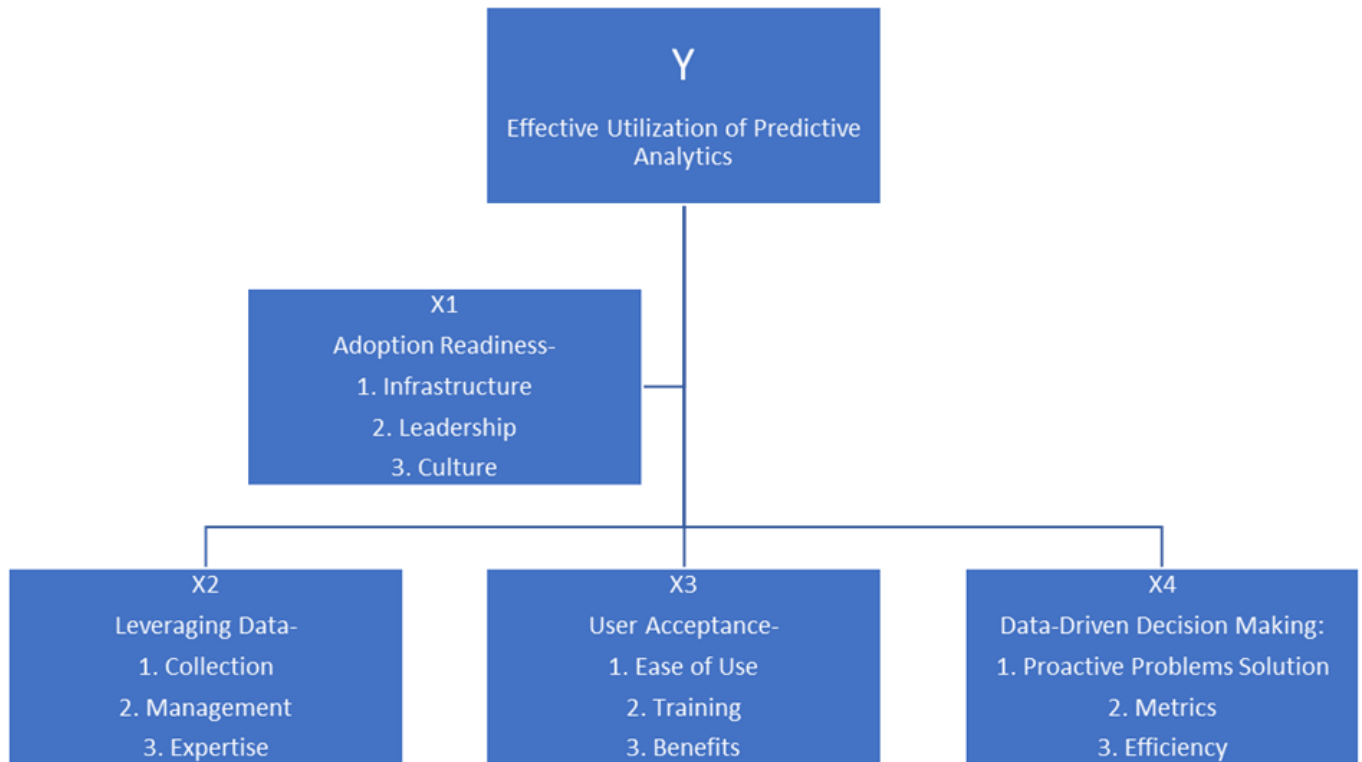 Y
Effective Utilization of Predictive
Analytics
X1
Adoption Readiness-
1. Infrastructure
2. Leadership
3. Culture
X2
Leveraging Data-
1. Collection
2. Management
3. Expertise
X3
User Acceptance-
1. Ease of Use
2. Training
3. Benefits
X4
Data-Driven Decision Making:
1. Proactive Problems Solution
2. Metrics
3. Efficiency